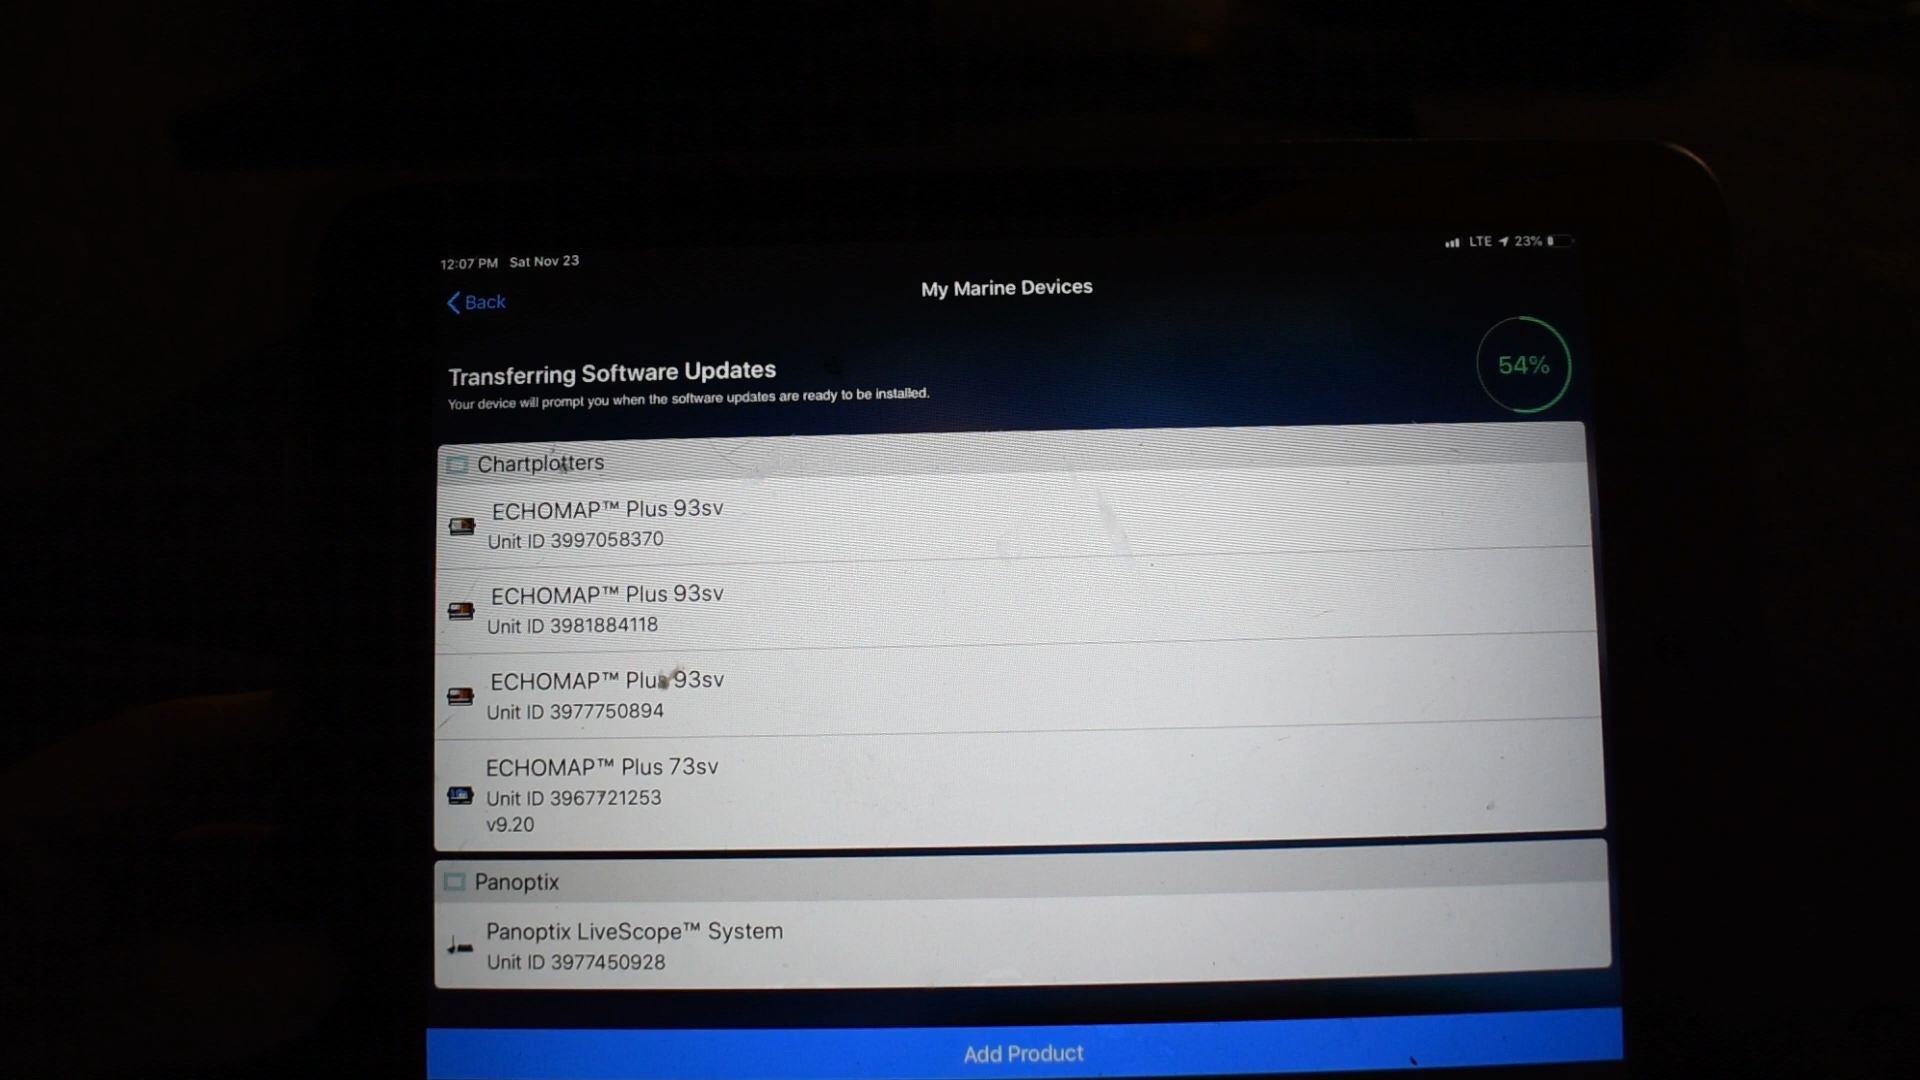 12:07 PM Sat Nov 23
LTE 23%
Back
My Marine Devices
Transferring Software Updates
54%
Your device will prompt you when the software updates are ready to be installed.
Chartplotters
ECHOMAP™ Plus 93sv
Unit ID 3997058370
ECHOMAP™ Plus 93sv
Unit ID 3981884118
ECHOMAP™ Plus 93sv
Unit ID 3977750894
ECHOMAP™ Plus 73sv
Unit ID 3967721253
v9.20
Panoptix
Panoptix LiveScope™ System
Unit ID 3977450928
Add Product